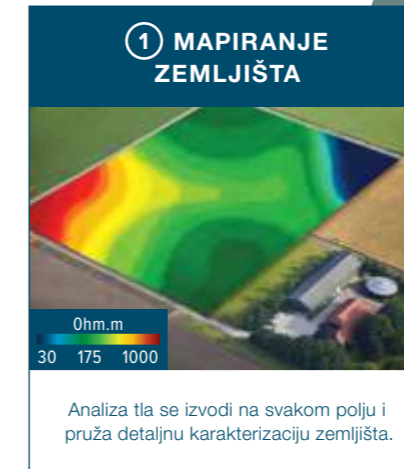 1 MAPIRANJE
ZEMLJIŠTA
Ohm.m
30 175 1000
Analiza tla se izvodi na svakom polju i
pruža detaljnu karakterizaciju zemljišta.